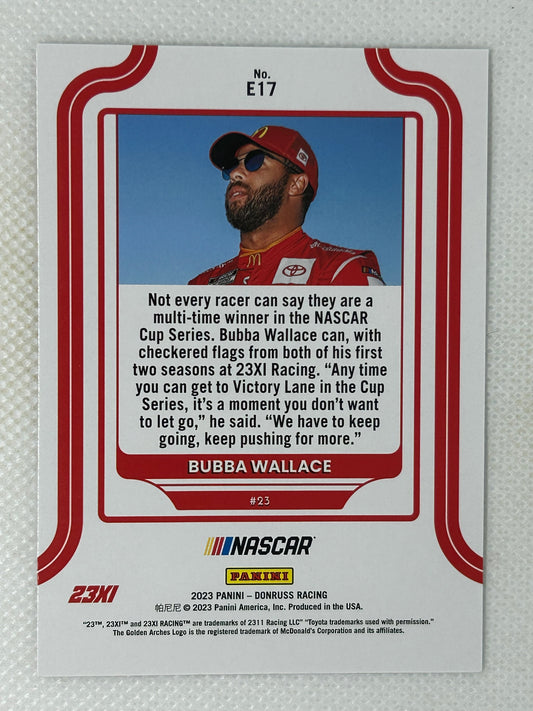 No.
E17
Not every racer can say they are a
multi-time winner in the NASCAR
Cup Series. Bubba Wallace can, with
checkered flags from both of his first
two seasons at 23XI Racing. “Any time
you can get to Victory Lane in the Cup
Series, it’s a moment you don’t want
to let go,” he said. “We have to keep
going, keep pushing for more.”
BUBBA WALLACE
#23
NASCAR
PANINI
23XI
2023 PANINI – DONRUSS RACING
帕尼尼 © 2023 Panini America, Inc. Produced in the USA.
“23™, 23XI™ and 23XI RACING™ are trademarks of 2311 Racing LLC” “Toyota trademarks used with permission.”
The Golden Arches Logo is the registered trademark of McDonald’s Corporation and its affiliates.